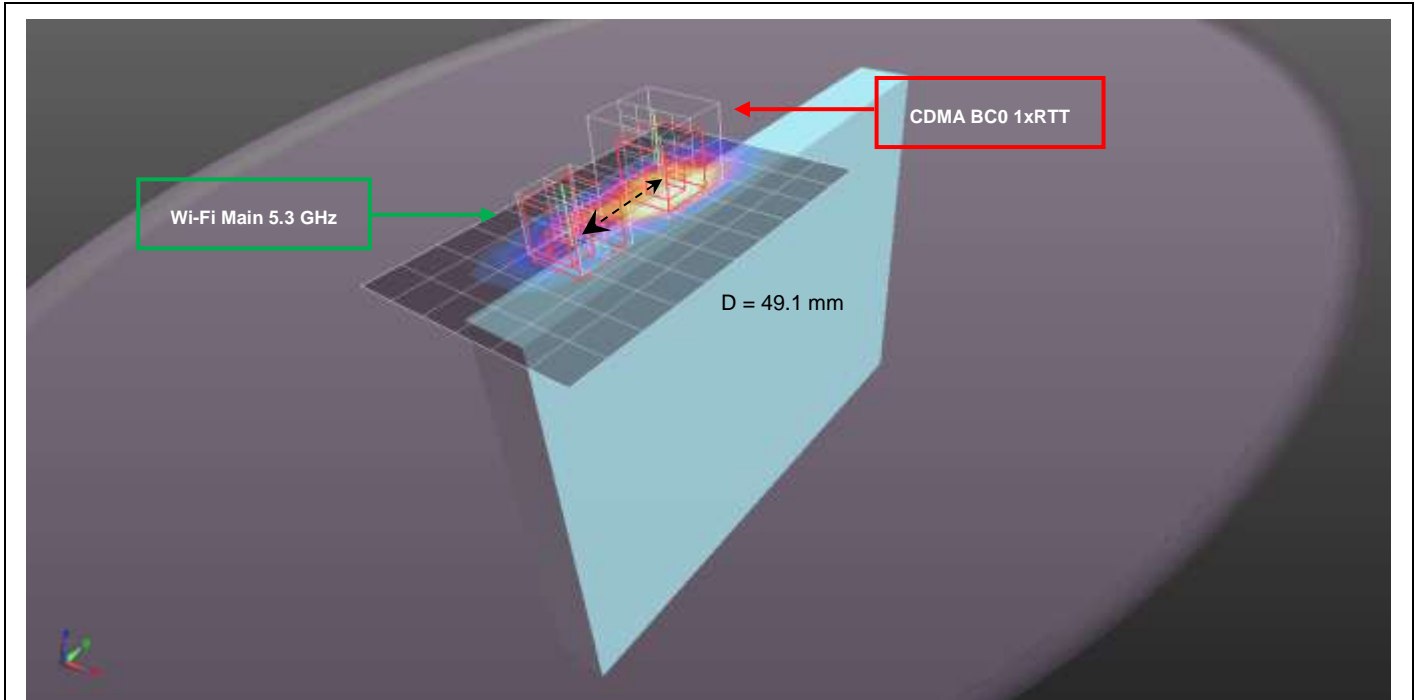 CDMA BC0 1xRTT
Wi-Fi Main 5.3 GHz
D = 49.1 mm